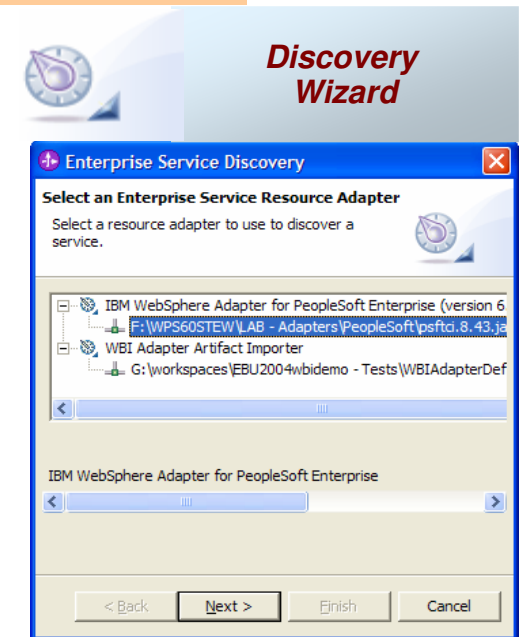 Discovery
Wizard
Enterprise Service Discovery
Select an Enterprise Service Resource Adapter
Select a resource adapter to use to discover a
service.
IBM WebSphere Adapter for PeopleSoft Enterprise (version 6.
F:\WPS60STEW\LAB - Adapters\PeopleSoft\psftci.8.43.ja
WBI Adapter Artifact Importer
G:\workspaces\EBU2004wbidemo - Tests\WBIAdapterDef
IBM WebSphere Adapter for PeopleSoft Enterprise
< Back Next > Finish Cancel